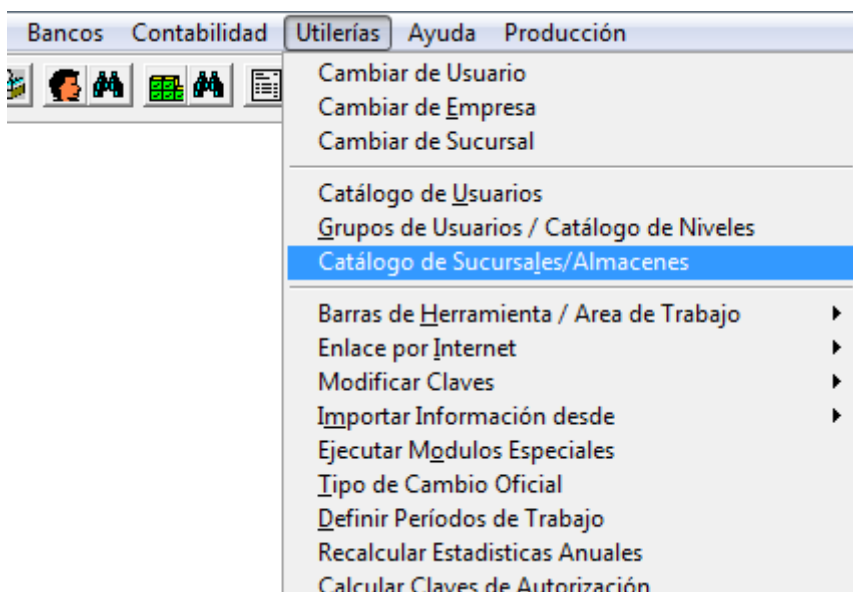 Bancos Contabilidad Utilerías Ayuda Producción
Cambiar de Usuario
Cambiar de Empresa
Cambiar de Sucursal
Catálogo de Usuarios
Grupos de Usuarios / Catálogo de Niveles
Catálogo de Sucursales/Almacenes
Barras de Herramienta / Area de Trabajo
Enlace por Internet
Modificar Claves
Importar Información desde
Ejecutar Modulos Especiales
Tipo de Cambio Oficial
Definir Períodos de Trabajo
Recalcular Estadisticas Anuales
Calcular Claves de Autorización